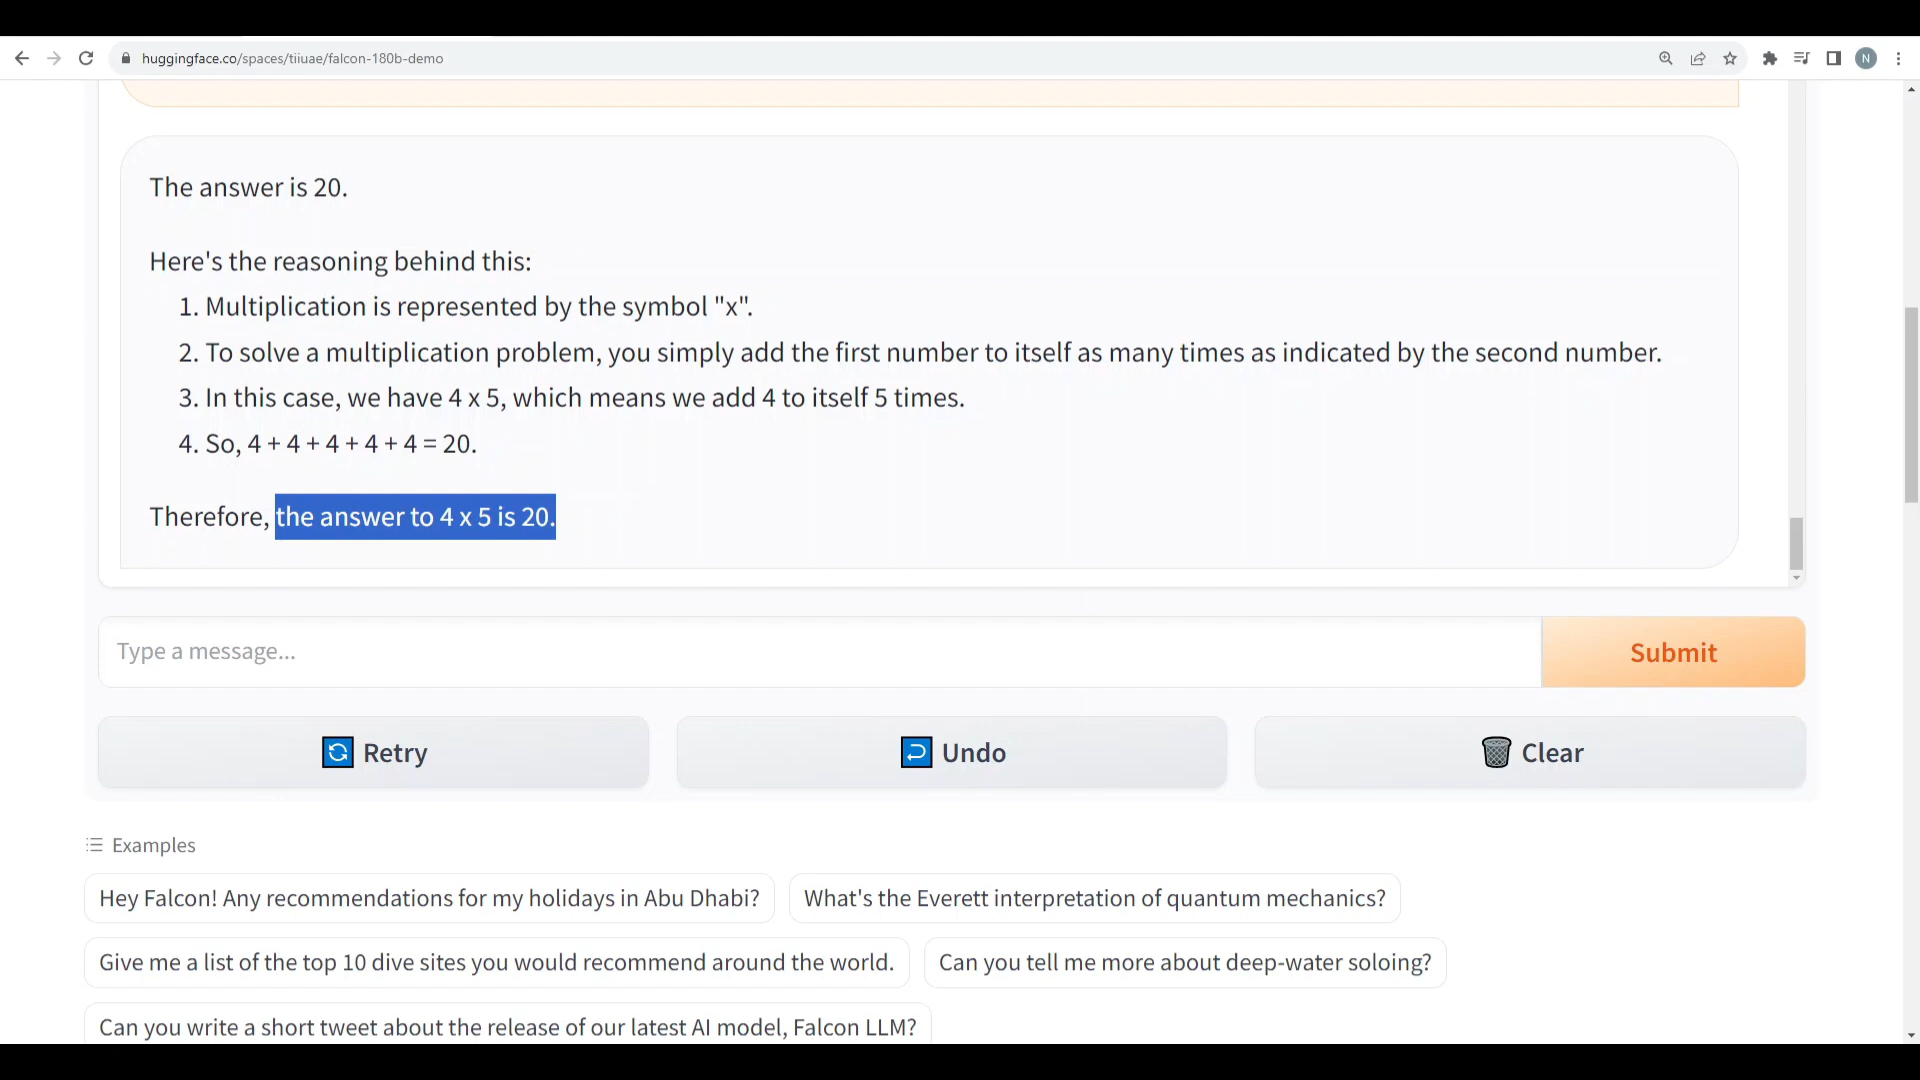 huggingface.co/spaces/tiiuae/falcon-180b-demo
N
The answer is 20.
Here's the reasoning behind this:
1. Multiplication is represented by the symbol "x".
2. To solve a multiplication problem, you simply add the first number to itself as many times as indicated by the second number.
3. In this case, we have 4 x 5, which means we add 4 to itself 5 times.
4. So, 4 + 4 + 4 + 4 + 4 = 20.
Therefore, the answer to 4 x 5 is 20.
Type a message...
Submit
Retry
Undo
Clear
Examples
Hey Falcon! Any recommendations for my holidays in Abu Dhabi?
What's the Everett interpretation of quantum mechanics?
Give me a list of the top 10 dive sites you would recommend around the world.
Can you tell me more about deep-water soloing?
Can you write a short tweet about the release of our latest AI model, Falcon LLM?